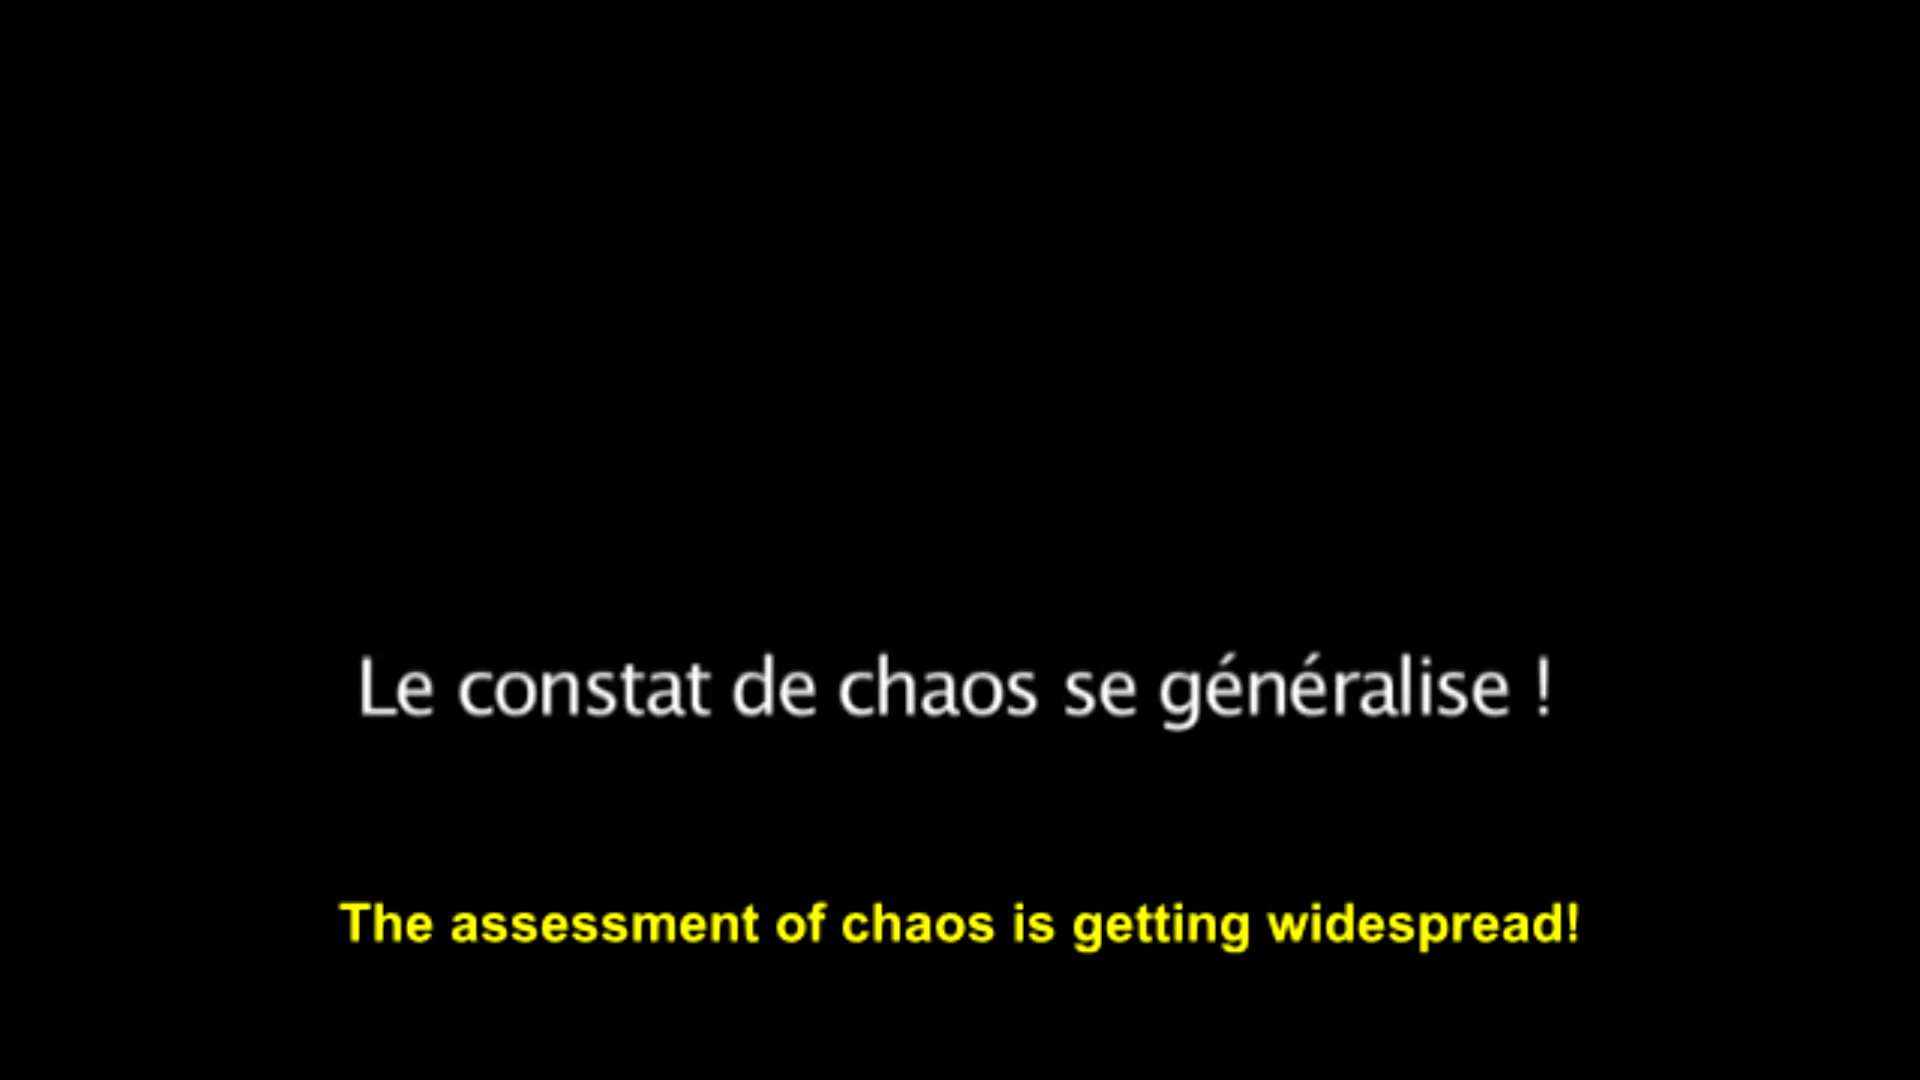 Le constat de chaos se généralise !
The assessment of chaos is getting widespread!